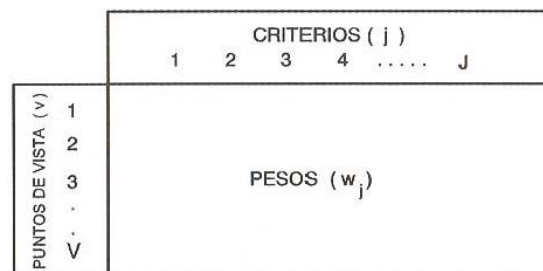 CRITERIOS ( j )
1 2 3 4 ..... J
PUNTOS DE VISTA (v)
1
2
3
.
.
V
PESOS (wj)